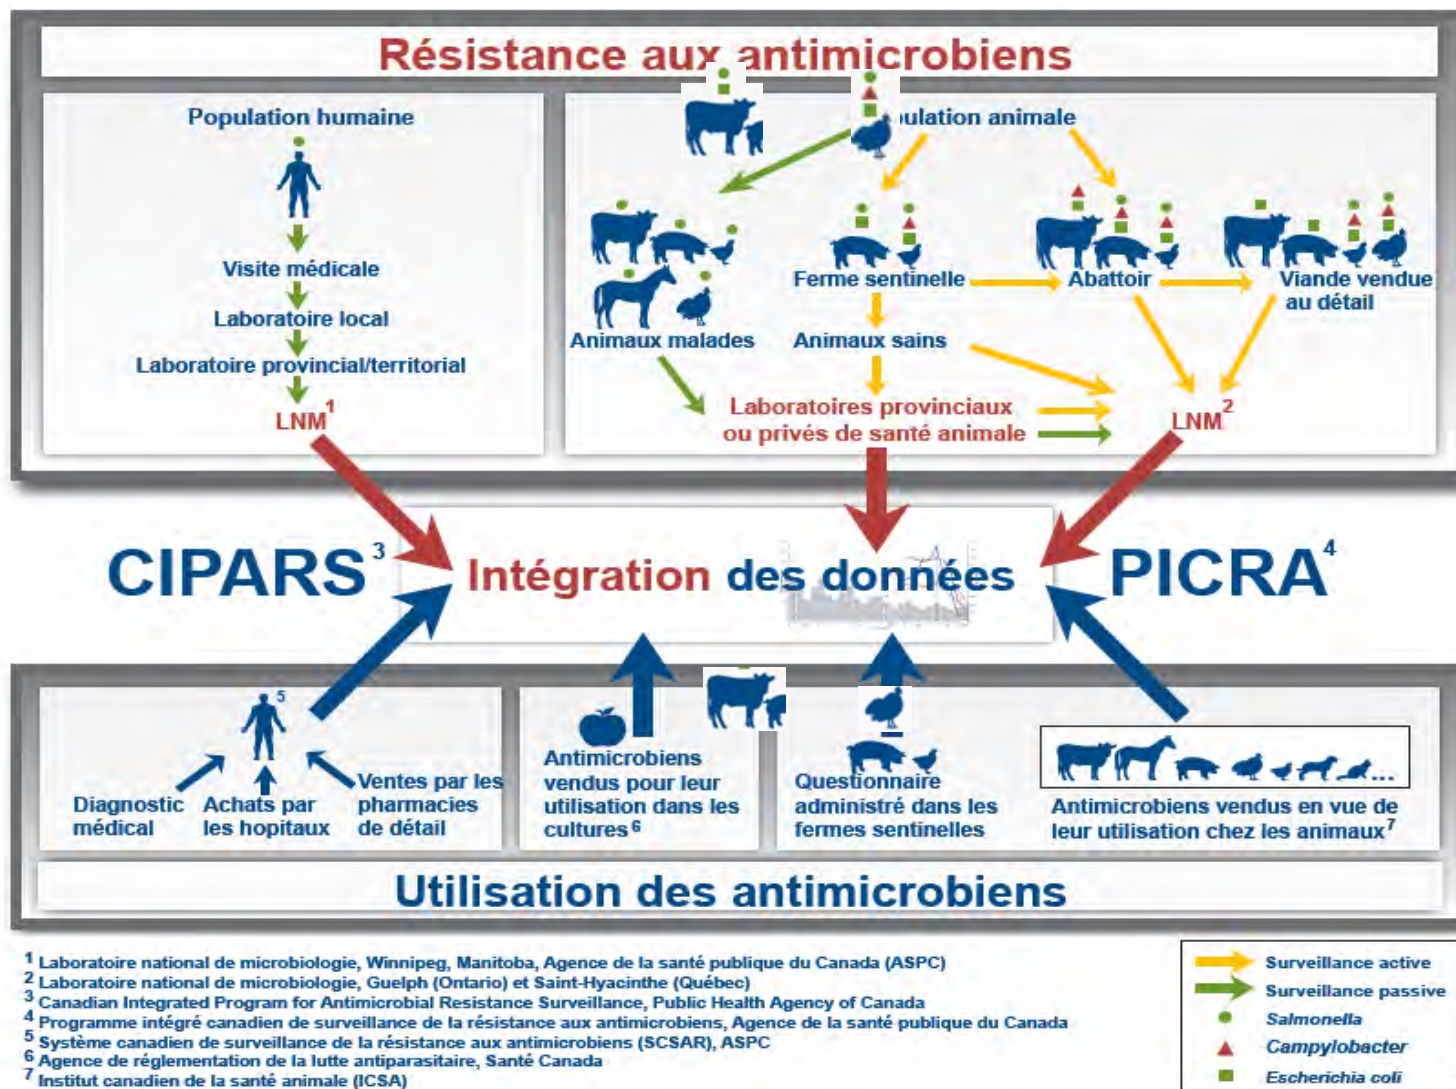 Résistance aux antimicrobiens
Population humaine
Visite médicale
Laboratoire local
Laboratoire provincial/territorial
LNM1
ulation animale
Animaux malades
Ferme sentinelle
Animaux sains
Abattoir
Viande vendue
au détail
Laboratoires provinciaux
ou privés de santé animale
LNM2
CIPARS3
Intégration des données
PICRA4
5
Diagnostic
médical
Achats par
les hopitaux
Ventes par les
pharmacies
de détail
Antimicrobiens
vendus pour leur
utilisation dans les
cultures6
Questionnaire
administré dans les
fermes sentinelles
...
Antimicrobiens vendus en vue de
leur utilisation chez les animaux7
Utilisation des antimicrobiens
1 Laboratoire national de microbiologie, Winnipeg, Manitoba, Agence de la santé publique du Canada (ASPC)
2 Laboratoire national de microbiologie, Guelph (Ontario) et Saint-Hyacinthe (Québec)
3 Canadian Integrated Program for Antimicrobial Resistance Surveillance, Public Health Agency of Canada
4 Programme intégré canadien de surveillance de la résistance aux antimicrobiens, Agence de la santé publique du Canada
5 Système canadien de surveillance de la résistance aux antimicrobiens (SCSAR), ASPC
6 Agence de réglementation de la lutte antiparasitaire, Santé Canada
7 Institut canadien de la santé animale (ICSA)
Surveillance active
Surveillance passive
Salmonella
Campylobacter
Escherichia coli